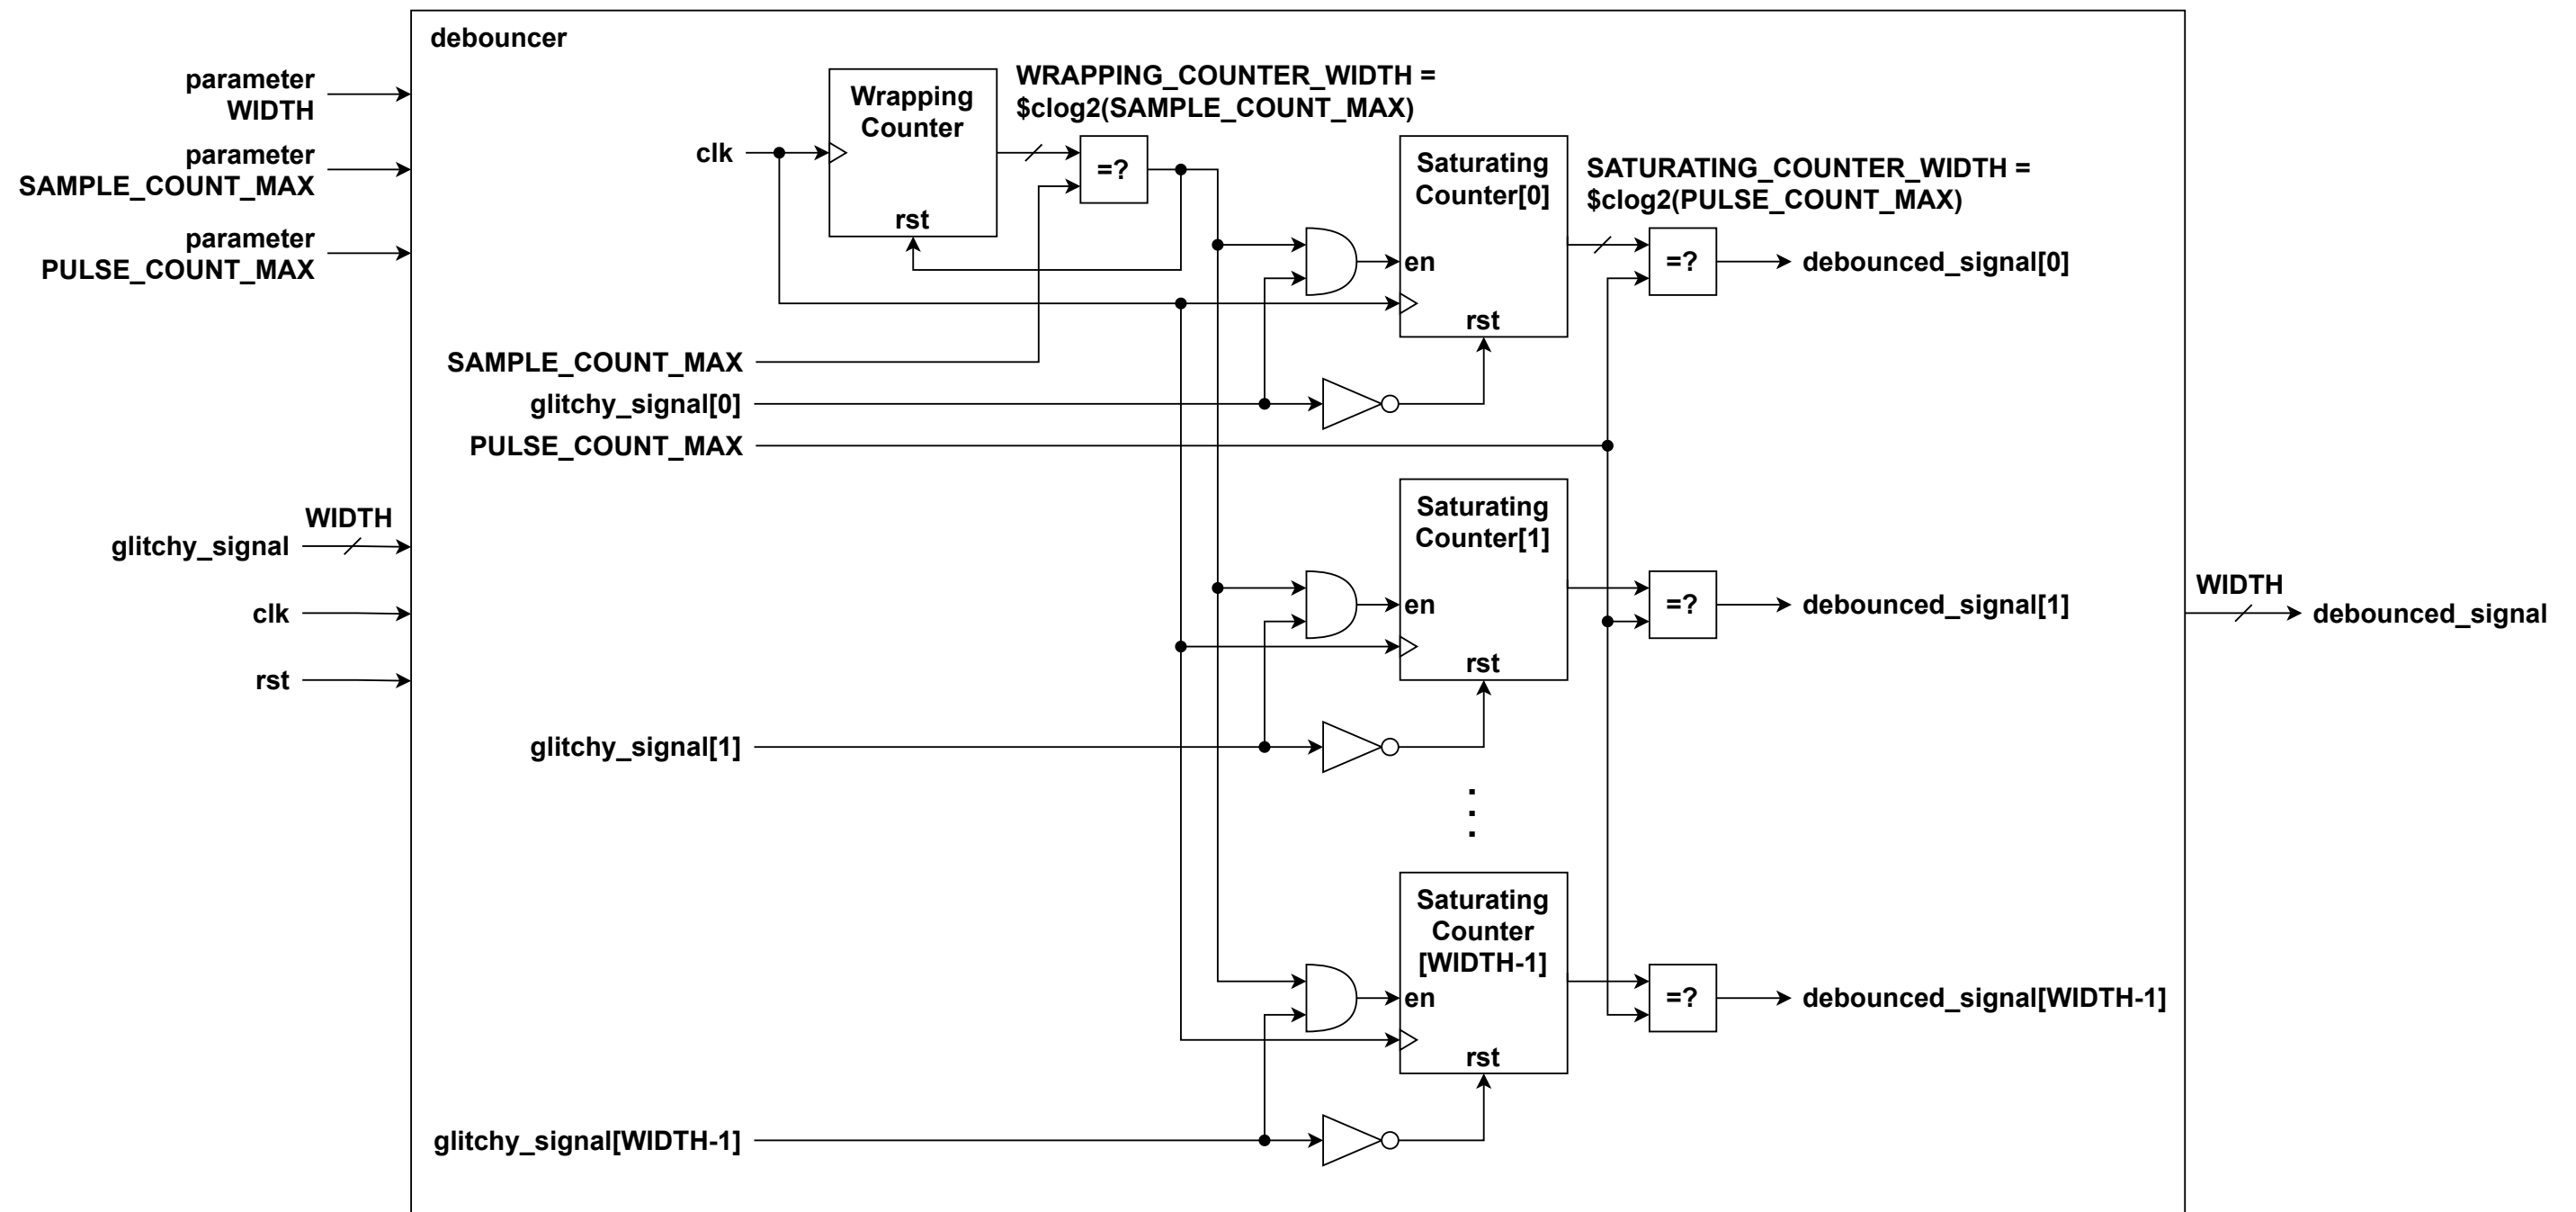 debouncer
parameter
WIDTH
parameter
SAMPLE_COUNT_MAX
parameter
PULSE_COUNT_MAX
WIDTH
glitchy_signal
clk
rst
Wrapping
Counter
rst
WRAPPING_COUNTER_WIDTH =
$clog2(SAMPLE_COUNT_MAX)
clk
=?
Saturating
Counter[0]
en
rst
SATURATING_COUNTER_WIDTH =
$clog2(PULSE_COUNT_MAX)
=?
debounced_signal[0]
SAMPLE_COUNT_MAX
glitchy_signal[0]
PULSE_COUNT_MAX
Saturating
Counter[1]
en
rst
=?
debounced_signal[1]
glitchy_signal[1]
Saturating
Counter
[WIDTH-1]
en
rst
=?
debounced_signal[WIDTH-1]
glitchy_signal[WIDTH-1]
WIDTH
debounced_signal